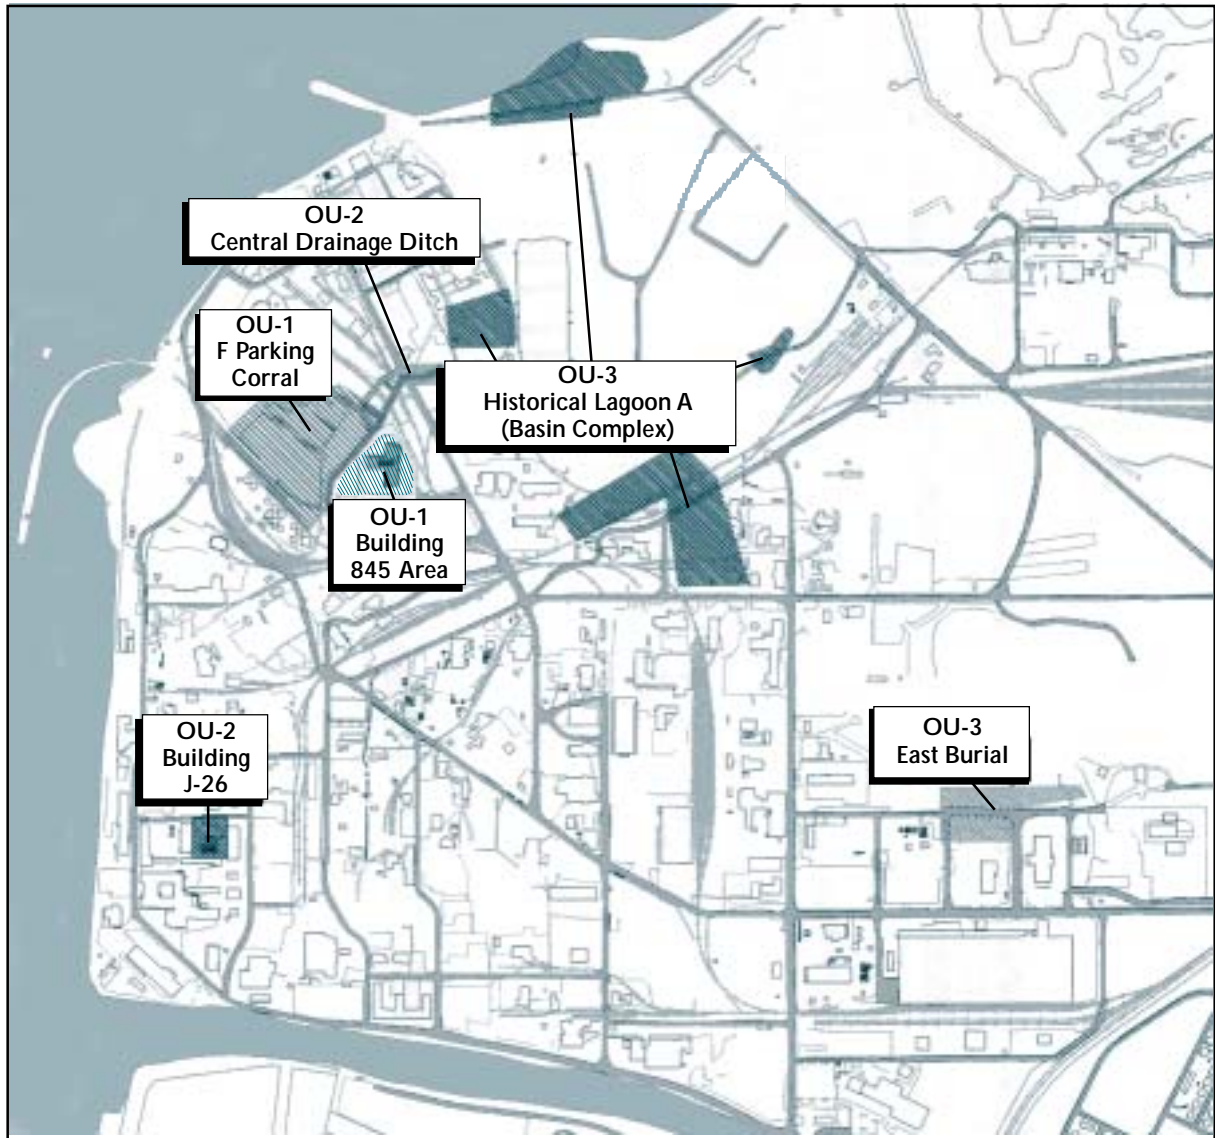 OU-2
Central Drainage Ditch
OU-1
F Parking
Corral
OU-3
Historical Lagoon A
(Basin Complex)
OU-1
Building
845 Area
OU-2
Building
J-26
OU-3
East Burial